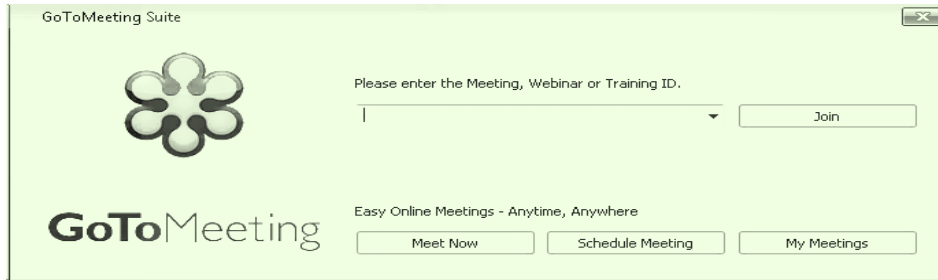 GoToMeeting Suite
Please enter the Meeting, Webinar or Training ID.
Join
GoToMeeting
Easy Online Meetings - Anytime, Anywhere
Meet Now
Schedule Meeting
My Meetings